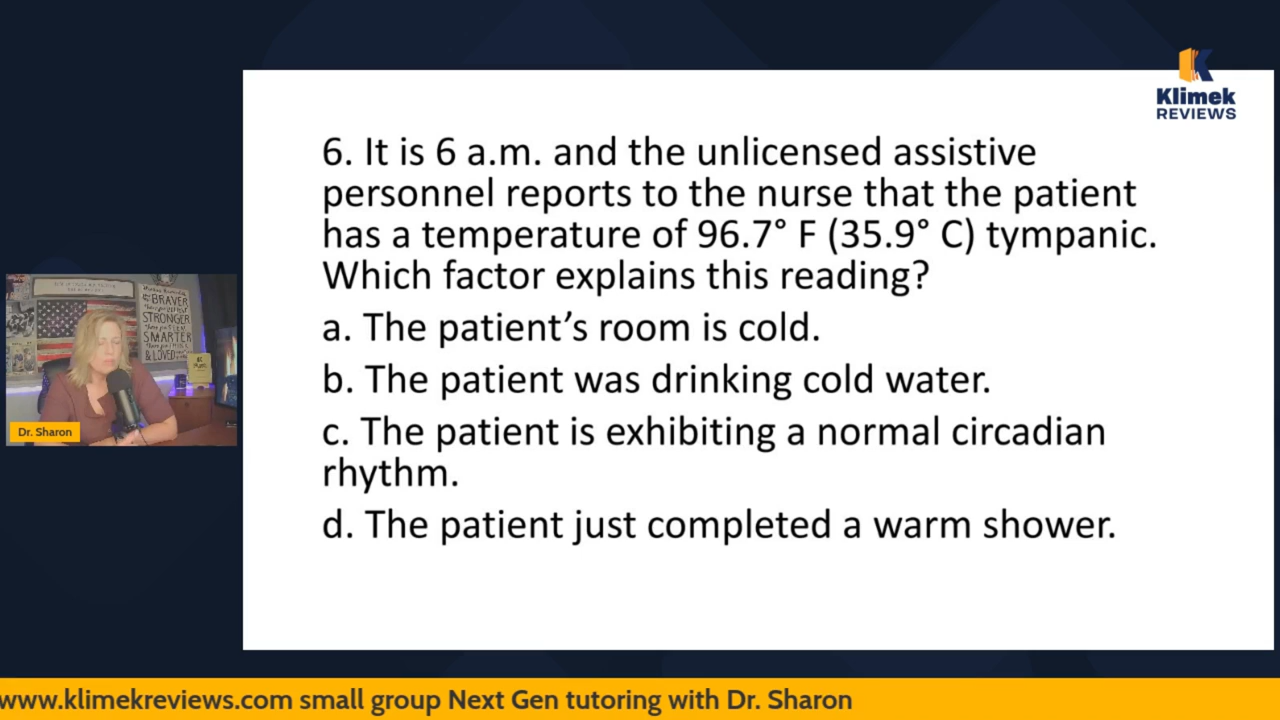 Klimek
REVIEWS
6. It is 6 a.m. and the unlicensed assistive
personnel reports to the nurse that the patient
has a temperature of 96.7° F (35.9° C) tympanic.
Which factor explains this reading?
a. The patient’s room is cold.
b. The patient was drinking cold water.
c. The patient is exhibiting a normal circadian
rhythm.
d. The patient just completed a warm shower.
BRAVER
STRONGER
SMARTER
& LOVED
Dr. Sharon
www.klimekreviews.com small group Next Gen tutoring with Dr. Sharon